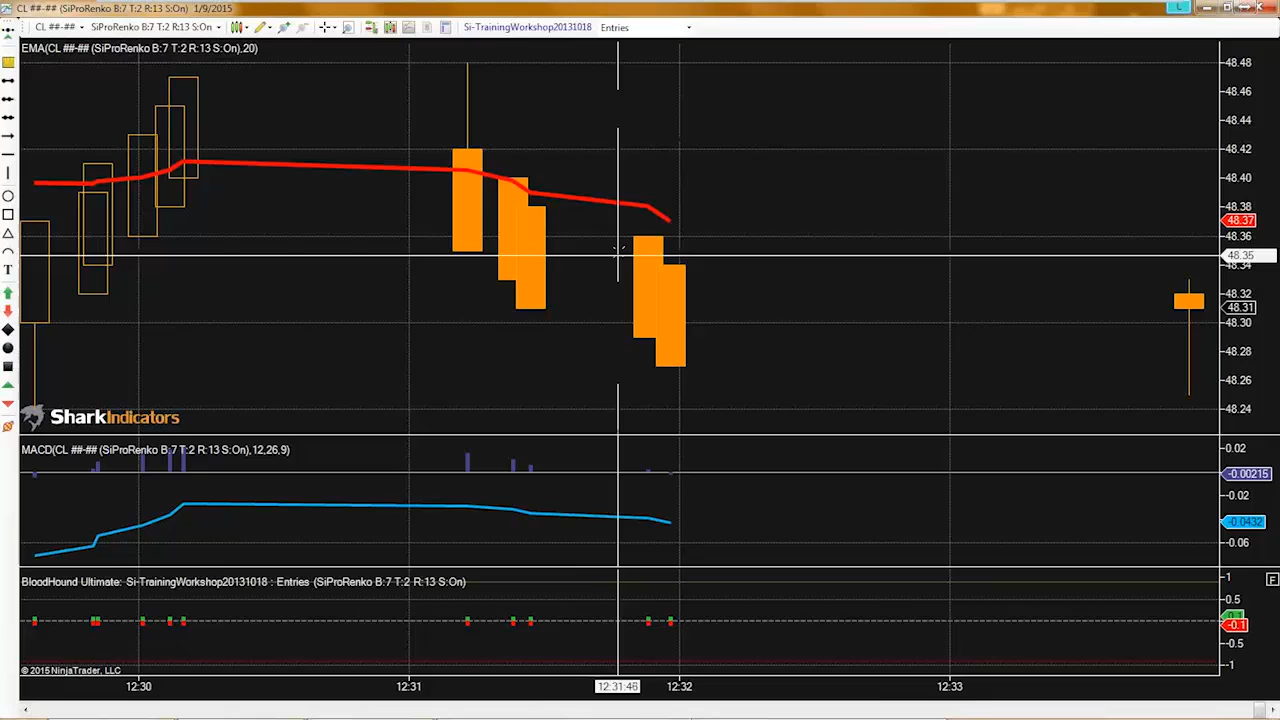 CL ##-## (SiProRenko B:7 T:2 R:13 S:On) 1/9/2015
L
CL ##-## SiProRenko B:7 T:2 R:13 S:On Si-TrainingWorkshop20131018 Entries
EMA(CL ##-## (SiProRenko B:7 T:2 R:13 S:On),20)
48.48
48.46
48.44
48.42
48.40
48.38
48.37
48.36
48.35
48.34
48.32
48.31
48.30
48.28
48.26
48.24
T
SharkIndicators
MACD(CL ##-## (SiProRenko B:7 T:2 R:13 S:On),12,26,9)
0.02
-0.00215
-0.02
-0.0432
-0.06
BloodHound Ultimate: Si-TrainingWorkshop20131018 : Entries (SiProRenko B:7 T:2 R:13 S:On)
F
1
0.5
0.1
-0.1
-0.5
-1
© 2015 NinjaTrader, LLC
12:30 12:31 12:31:46 12:32 12:33